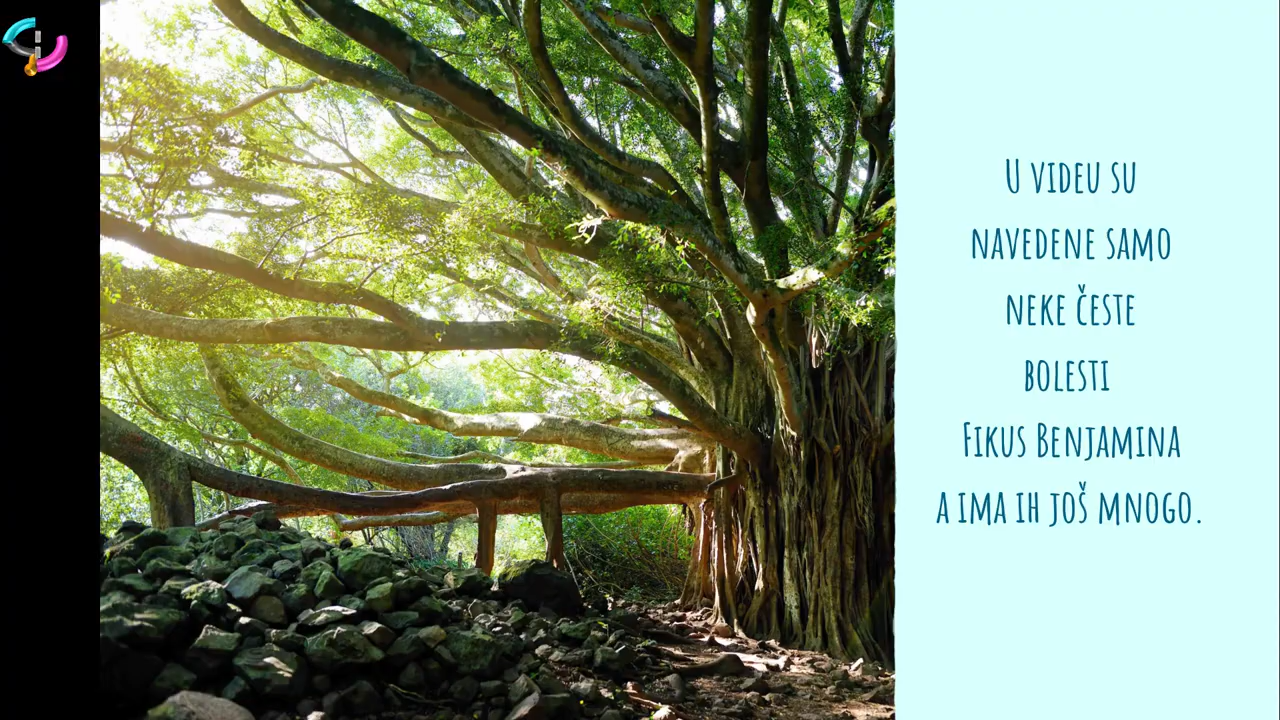 U videu su
navedene samo
neke česte
bolesti
Fikus Benjamina
a ima ih još mnogo.